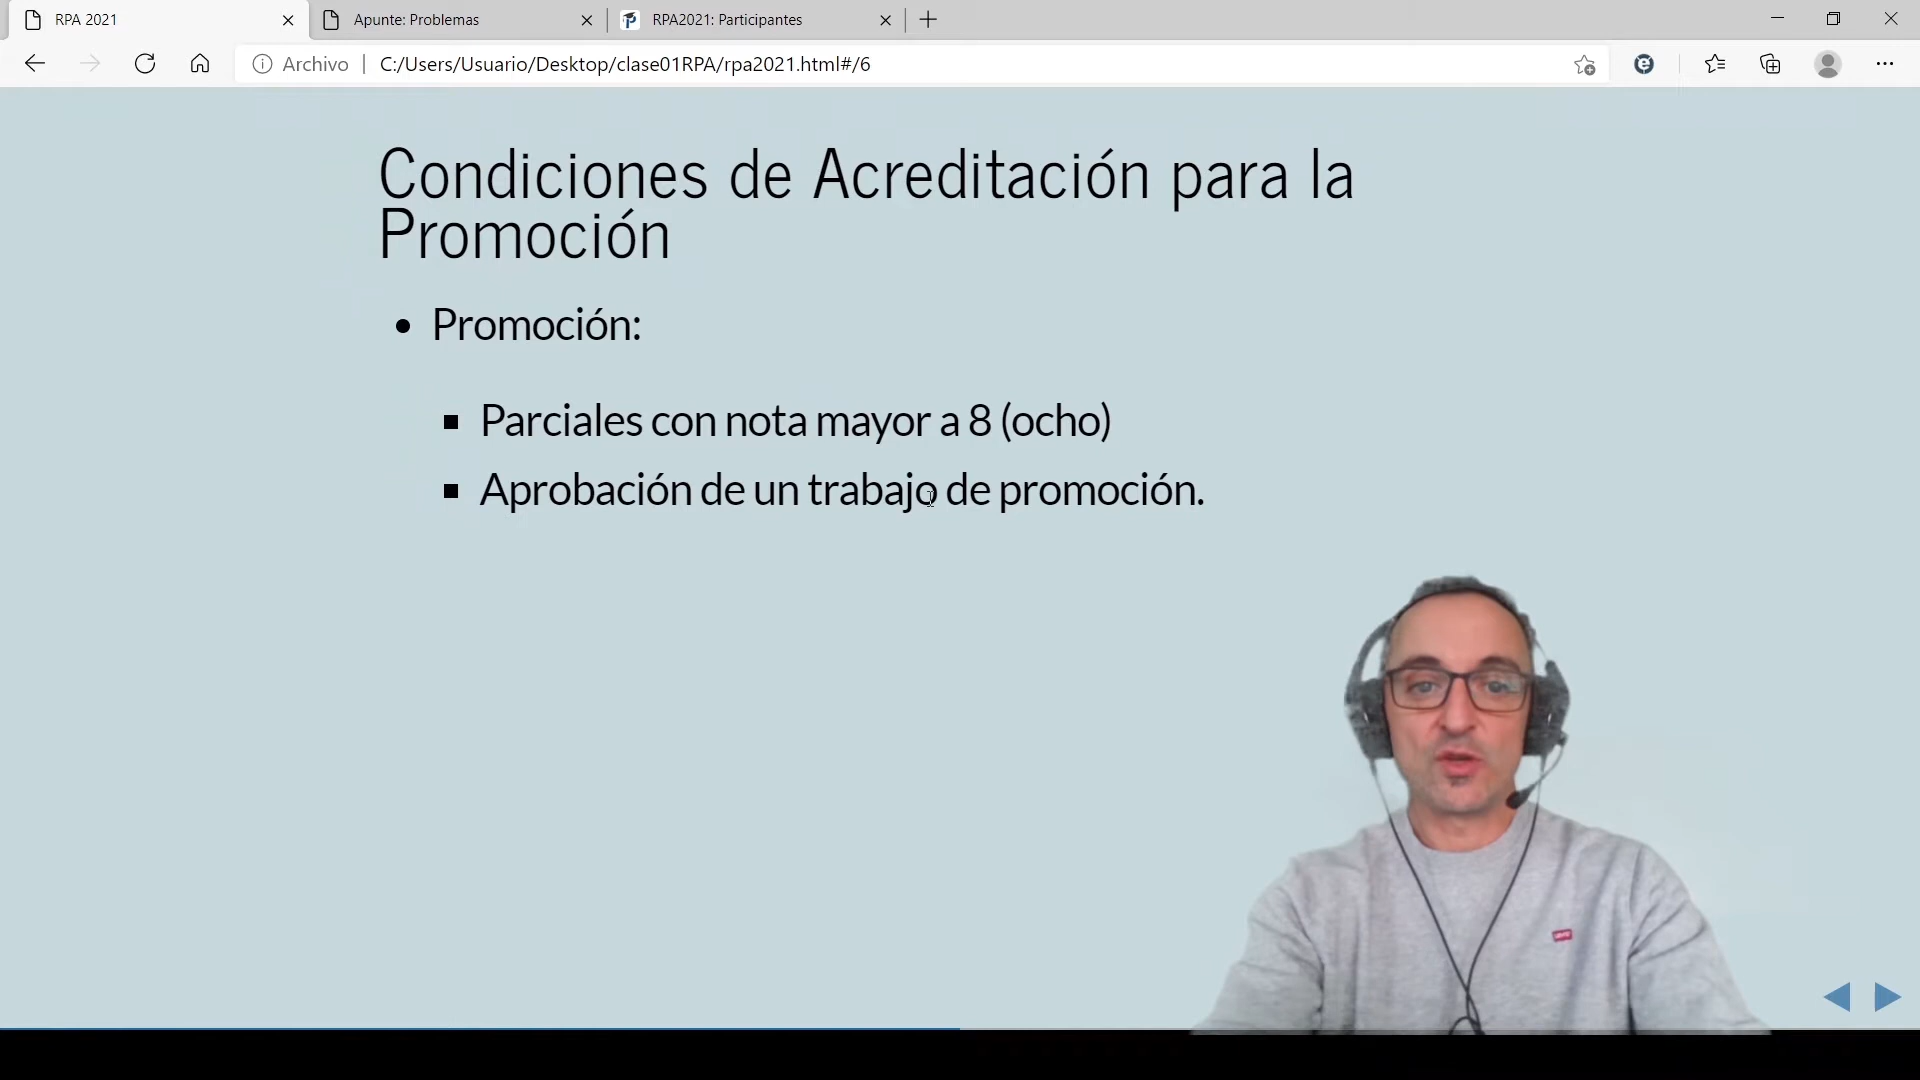 RPA 2021
Apunte: Problemas
RPA2021: Participantes
Archivo
C:/Users/Usuario/Desktop/clase01RPA/rpa2021.html#/6
Condiciones de Acreditación para la
Promoción
Promoción:
Parciales con nota mayor a 8 (ocho)
Aprobación de un trabajo de promoción.